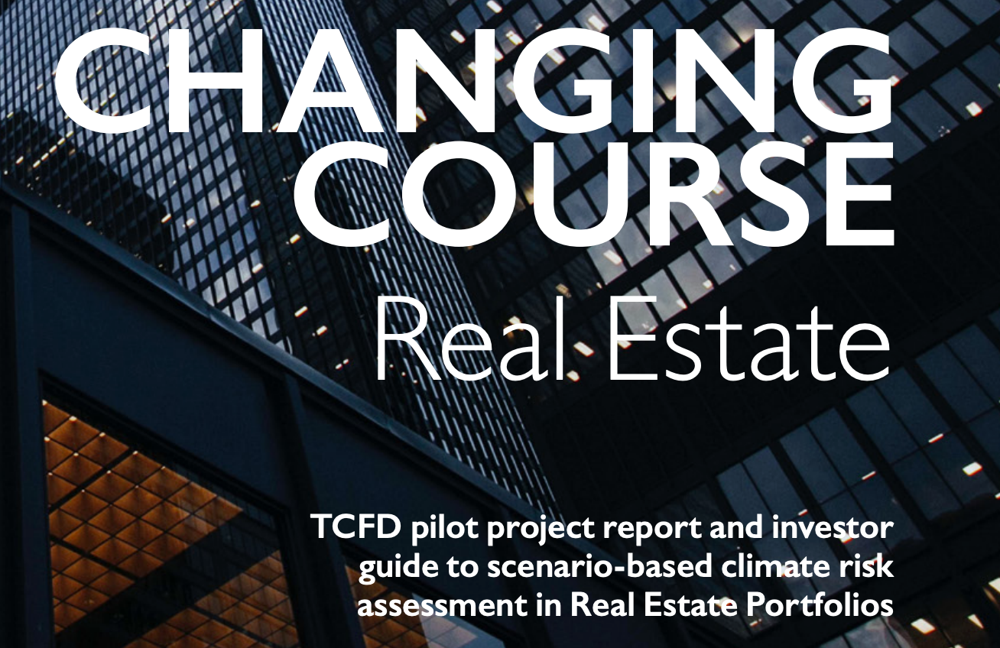 CHANGING
COURSE
Real Estate
TCFD pilot project report and investor
guide to scenario-based climate risk
assessment in Real Estate Portfolios